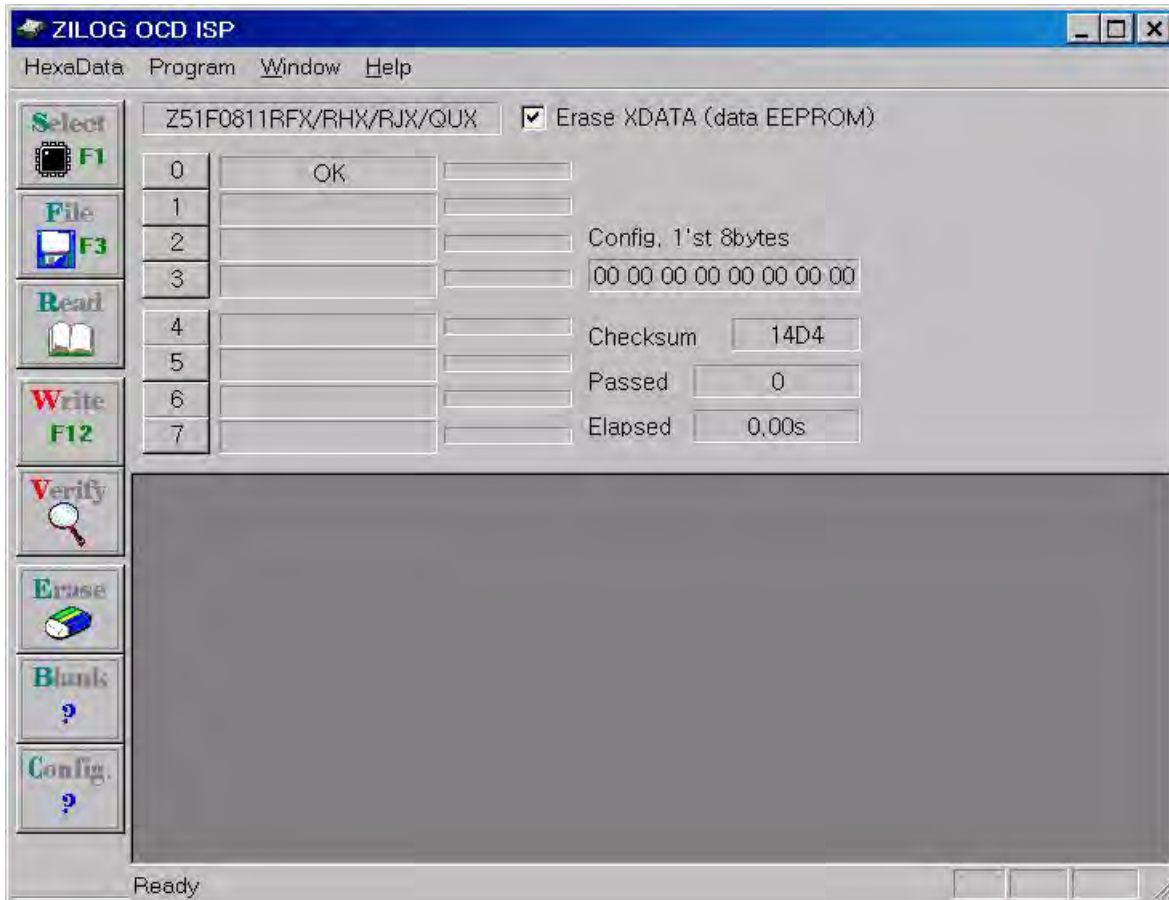 ZILOG OCD ISP
HexaData Program Window Help
Select
F1
File
F3
Read
Write
F12
Verify
Erase
Blank
?
Config.
?
Z51F0811RFX/RHX/RJX/QUX
Erase XDATA (data EEPROM)
0 OK
1
2
3
4
5
6
7
Config, 1'st 8bytes
00 00 00 00 00 00 00 00
Checksum 14D4
Passed 0
Elapsed 0,00s
Ready